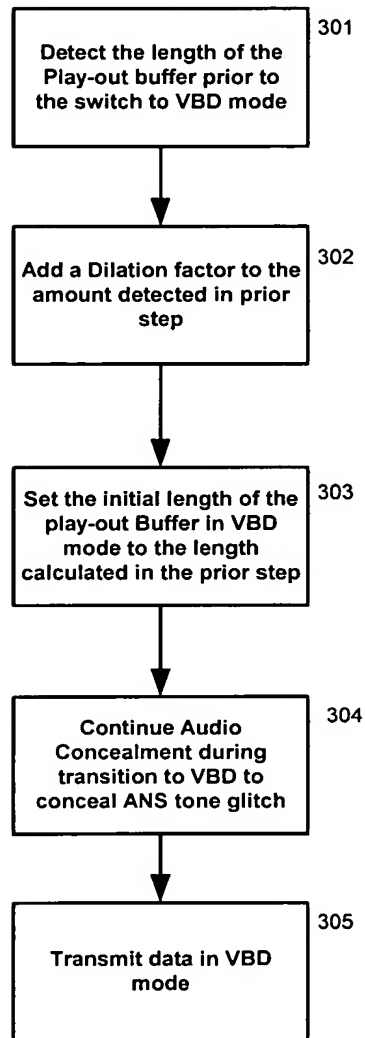 301
Detect the length of the
Play-out buffer prior to
the switch to VBD mode
302
Add a Dilation factor to the
amount detected in prior
step
303
Set the initial length of the
play-out Buffer in VBD
mode to the length
calculated in the prior step
304
Continue Audio
Concealment during
transition to VBD to
conceal ANS tone glitch
305
Transmit data in VBD
mode